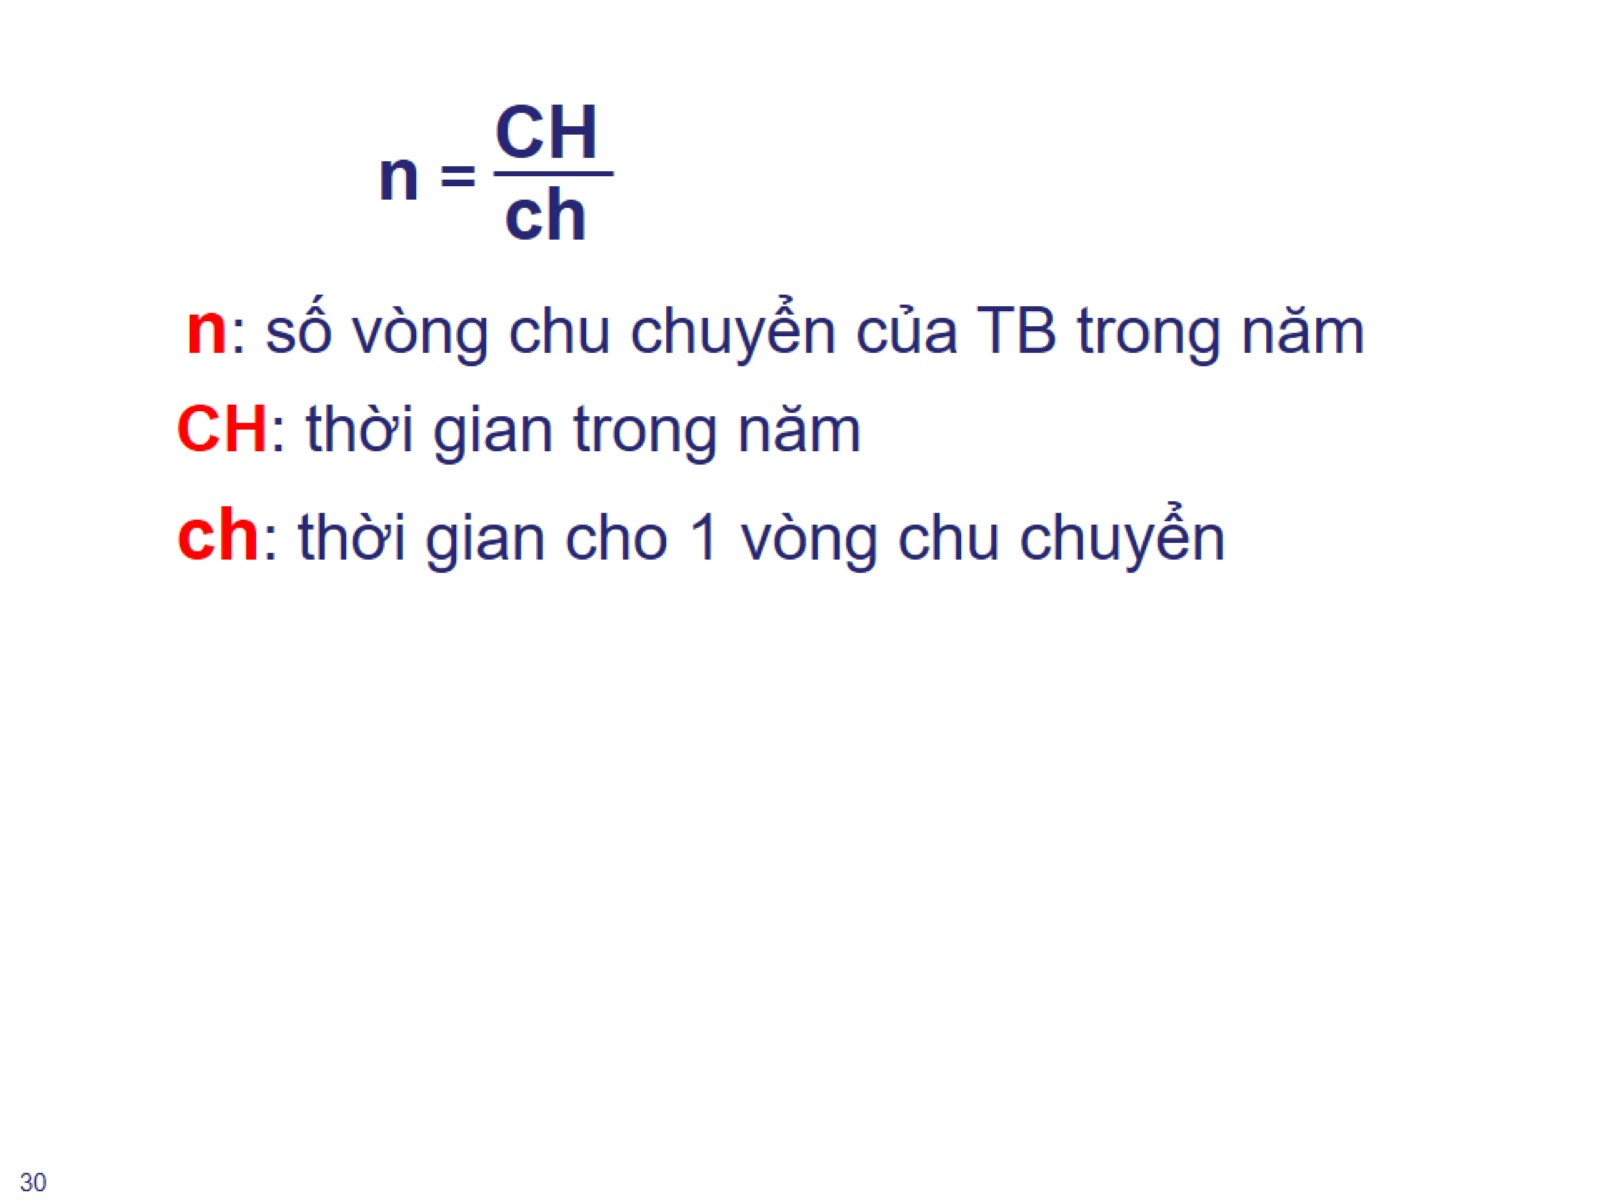 n = CH
ch
n: số vòng chu chuyển của TB trong năm
CH: thời gian trong năm
ch: thời gian cho 1 vòng chu chuyển
30